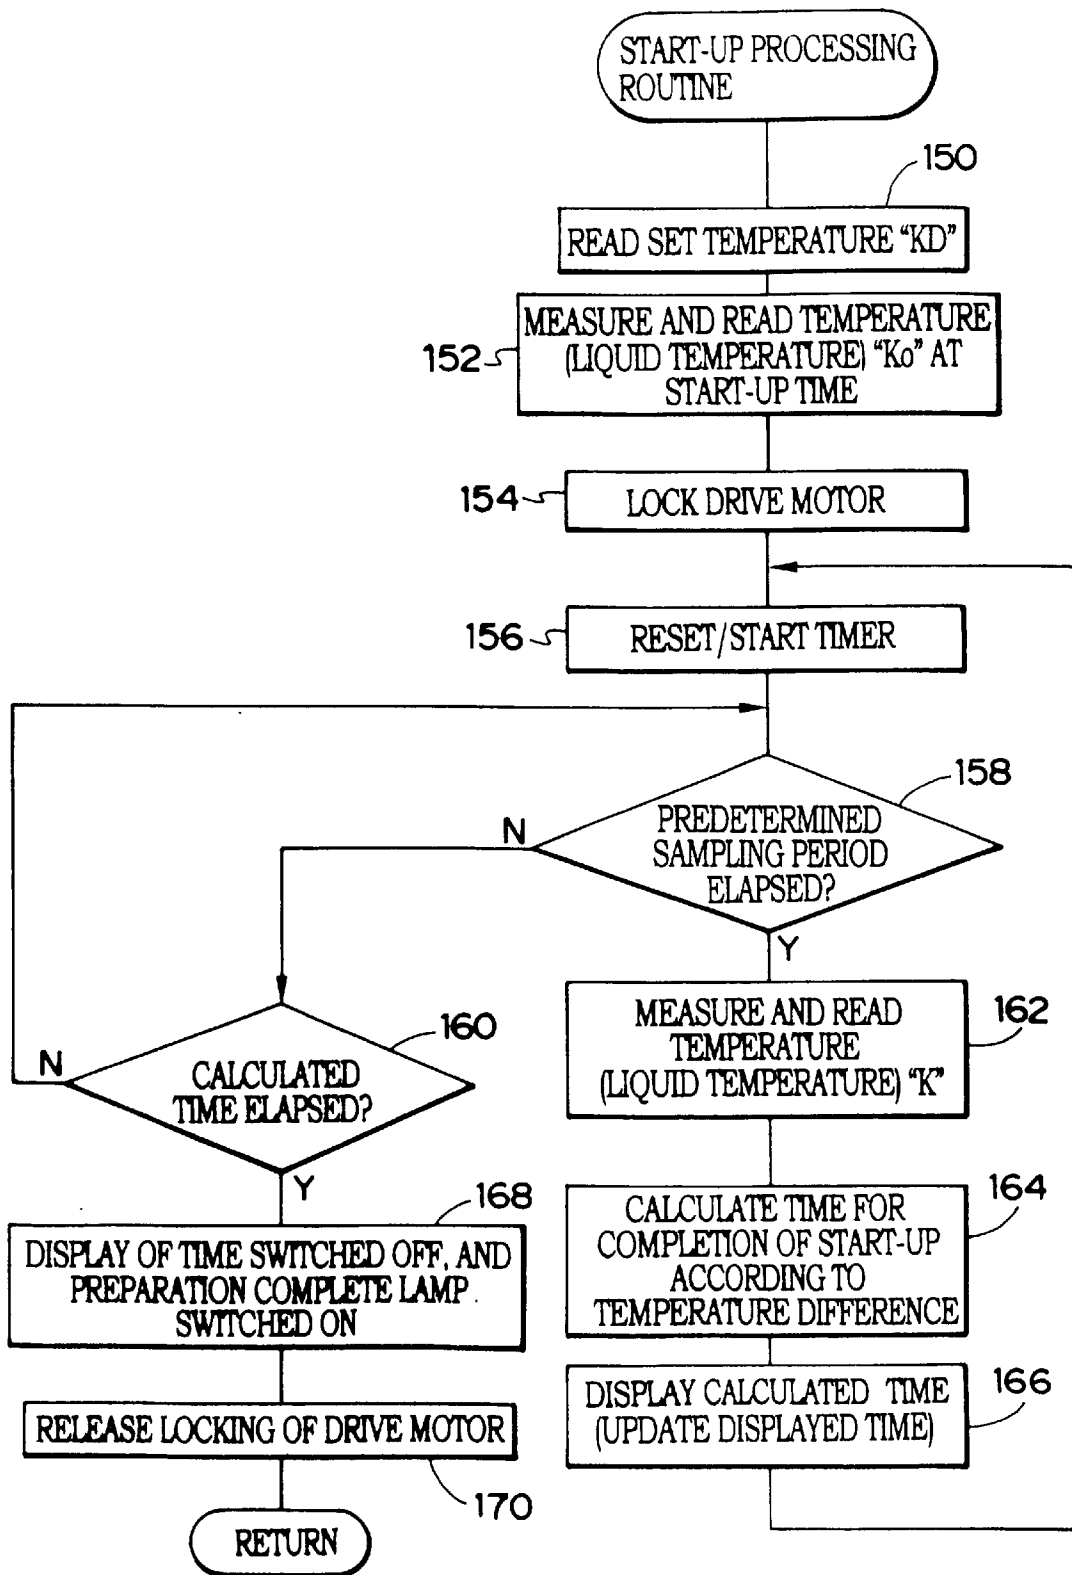 START-UP PROCESSING
ROUTINE
150
READ SET TEMPERATURE "KD"
MEASURE AND READ TEMPERATURE
(LIQUID TEMPERATURE) "Ko" AT
START-UP TIME
152
154
LOCK DRIVE MOTOR
156
RESET/START TIMER
158
PREDETERMINED
SAMPLING PERIOD
ELAPSED?
N
Y
160
CALCULATED
TIME ELAPSED?
N
Y
MEASURE AND READ
TEMPERATURE
(LIQUID TEMPERATURE) "K"
162
CALCULATE TIME FOR
COMPLETION OF START-UP
ACCORDING TO
TEMPERATURE DIFFERENCE
164
DISPLAY CALCULATED TIME
(UPDATE DISPLAYED TIME)
166
168
DISPLAY OF TIME SWITCHED OFF, AND
PREPARATION COMPLETE LAMP
SWITCHED ON
RELEASE LOCKING OF DRIVE MOTOR
170
RETURN